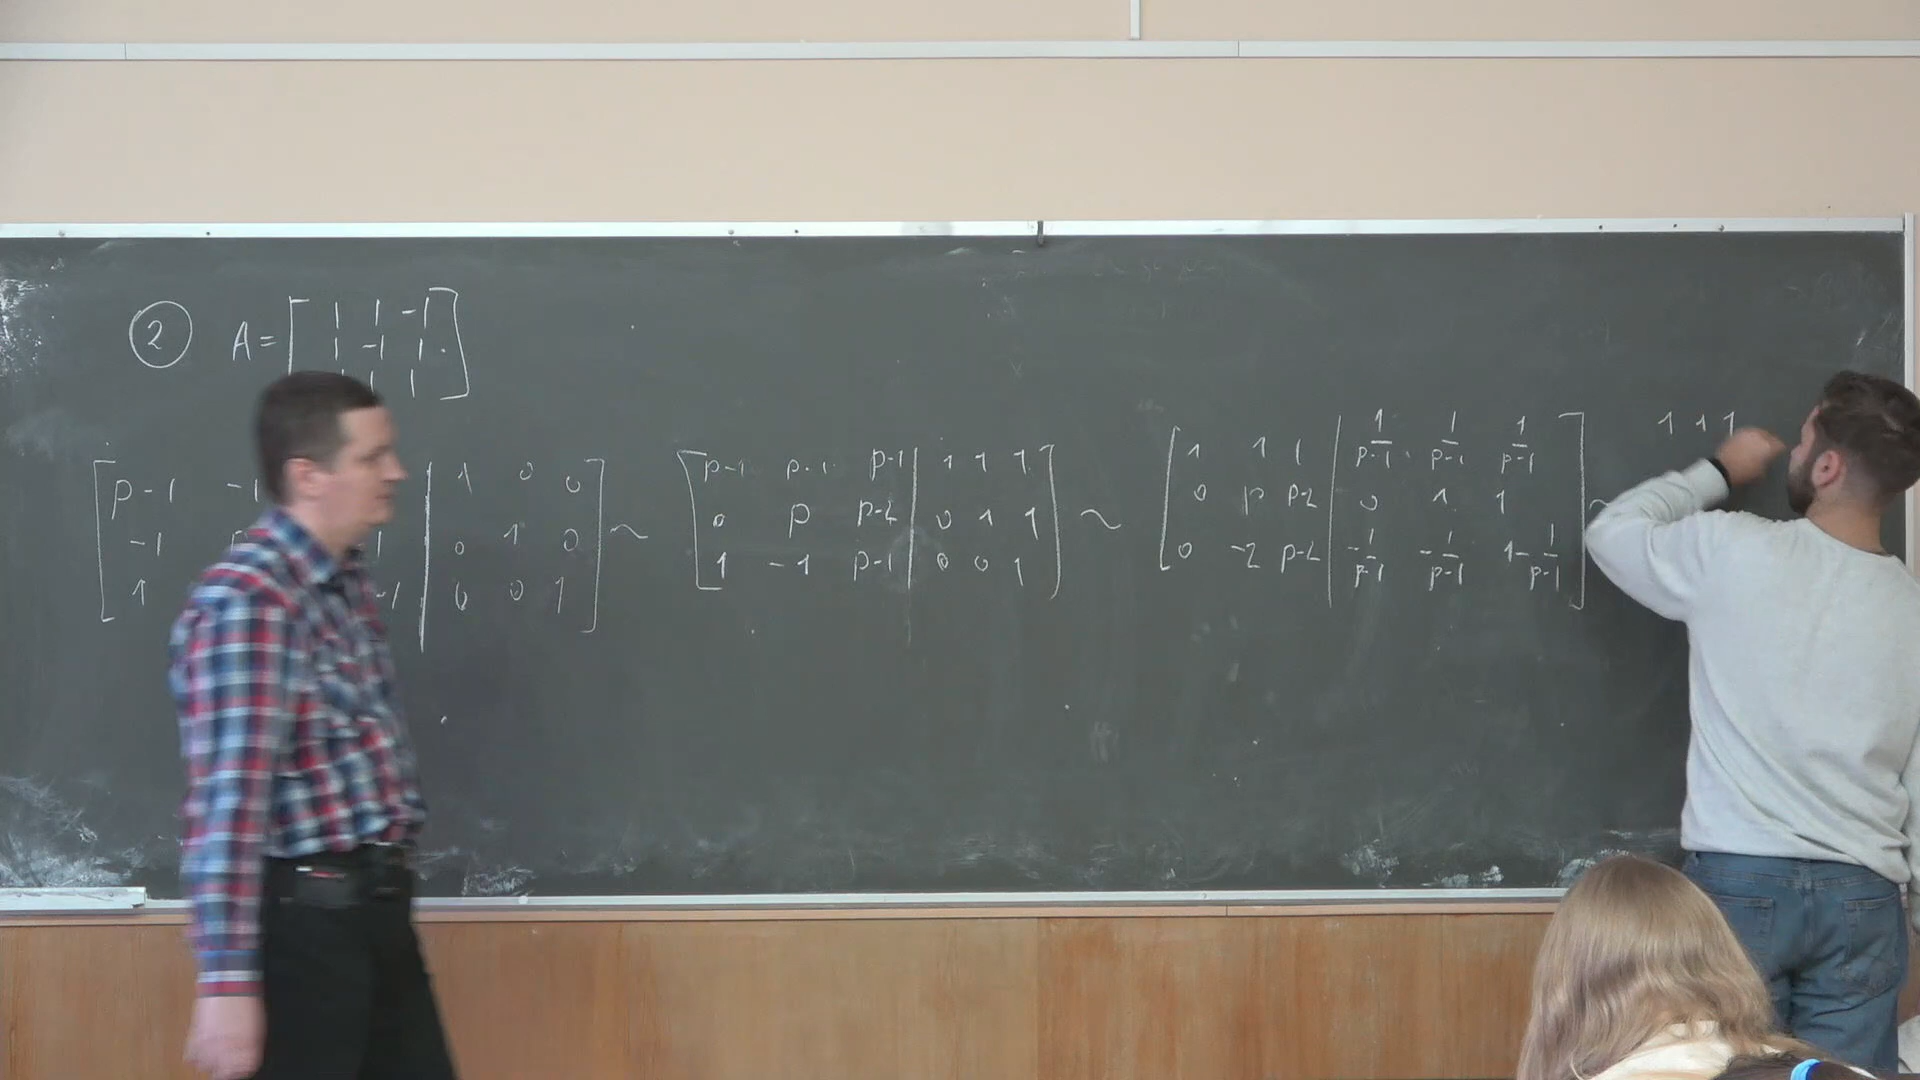 ② A = [ 1 1 -1
1 -1 1 .
1 1 ]
[ p-1 -1 | 1 0 0 ]
-1 1 | 0 1 0 ~
1 -1 | 0 0 1
[ p-1 p-1 p-1 | 1 1 1 ]
0 p p-2 | 0 1 1 ~
1 -1 p-1 | 0 0 1
[ 1 1 1 | 1/p-1 1/p-1 1/p-1 ]
0 p p-2 | 0 1 1 ~
0 -2 p-2 | -1/p-1 -1/p-1 1-1/p-1
1 1 1